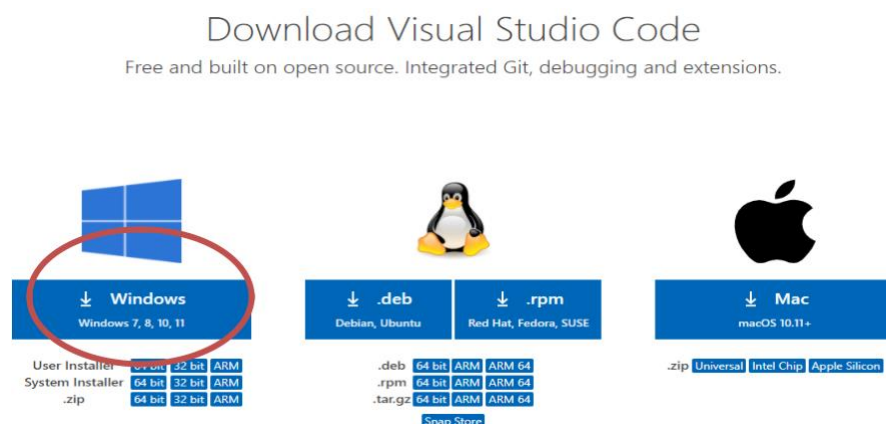 Download Visual Studio Code
Free and built on open source. Integrated Git, debugging and extensions.
Windows
Windows 7, 8, 10, 11
User Installer 64 bit 32 bit ARM
System Installer 64 bit 32 bit ARM
.zip 64 bit 32 bit ARM
.deb
Debian, Ubuntu
.rpm
Red Hat, Fedora, SUSE
.deb 64 bit ARM ARM 64
.rpm 64 bit ARM ARM 64
.tar.gz 64 bit ARM ARM 64
Snap Store
Mac
macOS 10.11+
.zip Universal Intel Chip Apple Silicon